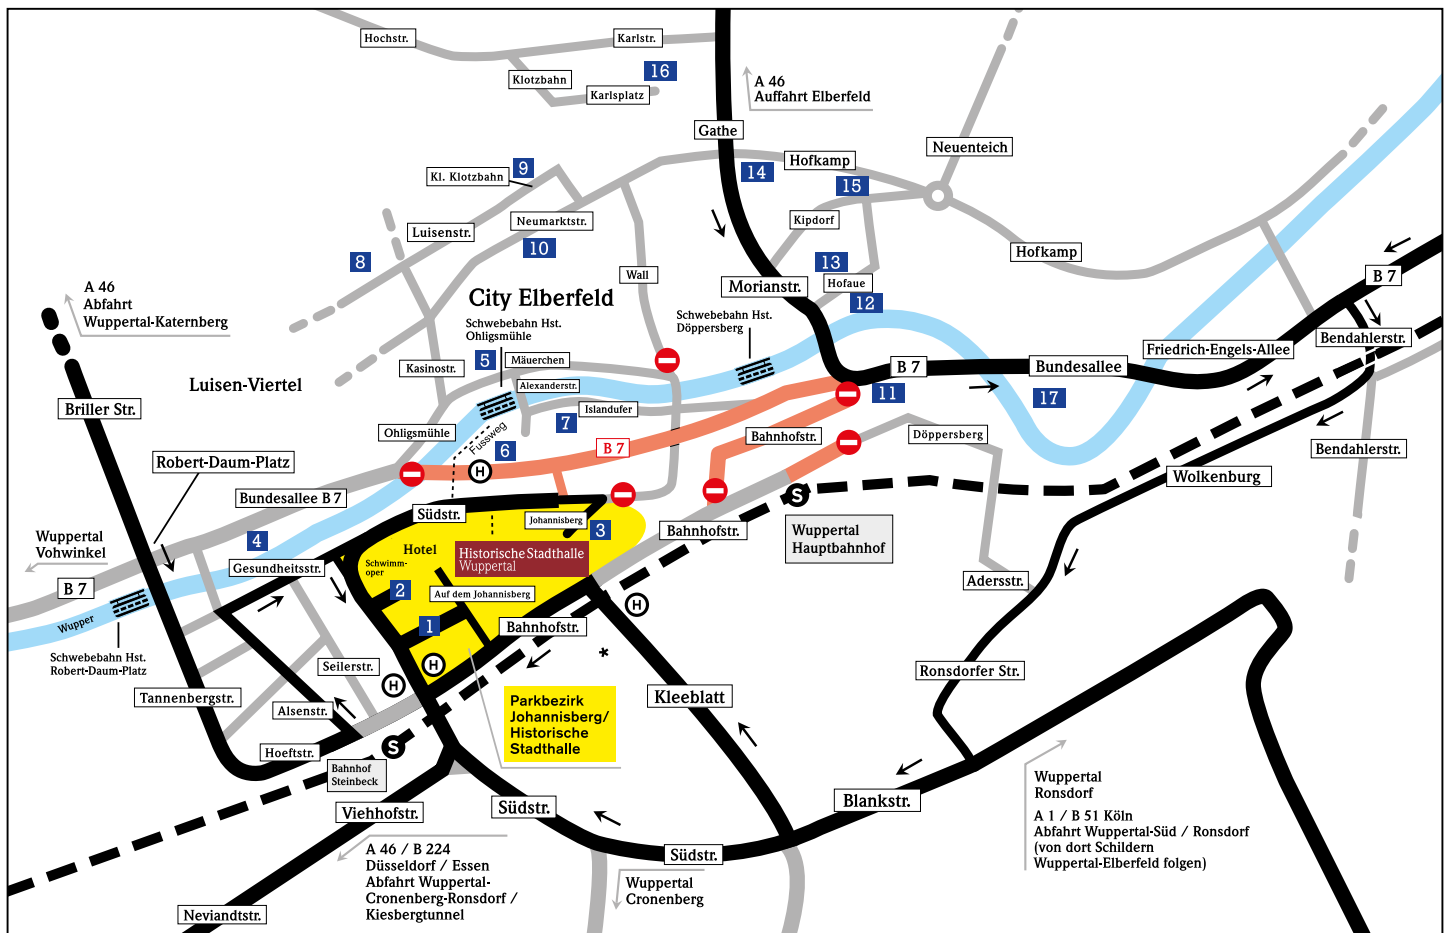 Hochstr.
Karlstr.
Klotzbahn
16
Karlsplatz
A 46
Auffahrt Elberfeld
Gathe
Neuenteich
Hofkamp
9
Kl. Klotzbahn
14
15
Neumarktstr.
Kipdorf
Luisenstr.
10
8
Hofkamp
13
Wall
B 7
Hofaue
Morianstr.
12
A 46
Abfahrt
Wuppertal-Katernberg
City Elberfeld
Schwebebahn Hst.
Ohligsmühle
Schwebebahn Hst.
Döppersberg
Bendahlerstr.
Friedrich-Engels-Allee
5
Mäuerchen
Kasinostr.
B 7
Bundesallee
Luisen-Viertel
Alexanderstr.
11
17
Briller Str.
Islandufer
7
Ohligsmühle
Fussweg
Bahnhofstr.
Döppersberg
6
B 7
Bendahlerstr.
Robert-Daum-Platz
H
Wolkenburg
Bundesallee B 7
S
Südstr.
Johannisberg
3
Bahnhofstr.
Wuppertal
Hauptbahnhof
Wuppertal
Vohwinkel
4
Hotel
Historische Stadthalle
Wuppertal
Gesundheitsstr.
Schwimm-
oper
B 7
2
Auf dem Johannisberg
Adersstr.
H
Wupper
1
Bahnhofstr.
*
Schwebebahn Hst.
Robert-Daum-Platz
Seilerstr.
H
H
Ronsdorfer Str.
Tannenbergstr.
Kleeblatt
Alsenstr.
Parkbezirk
Johannisberg/
Historische
Stadthalle
Hoeftstr.
S
Bahnhof
Steinbeck
Wuppertal
Ronsdorf
A 1 / B 51 Köln
Abfahrt Wuppertal-Süd / Ronsdorf
(von dort Schildern
Wuppertal-Elberfeld folgen)
Viehhofstr.
Südstr.
Blankstr.
A 46 / B 224
Düsseldorf / Essen
Abfahrt Wuppertal-
Cronenberg-Ronsdorf /
Kiesbergtunnel
Südstr.
Wuppertal
Cronenberg
Neviandtstr.